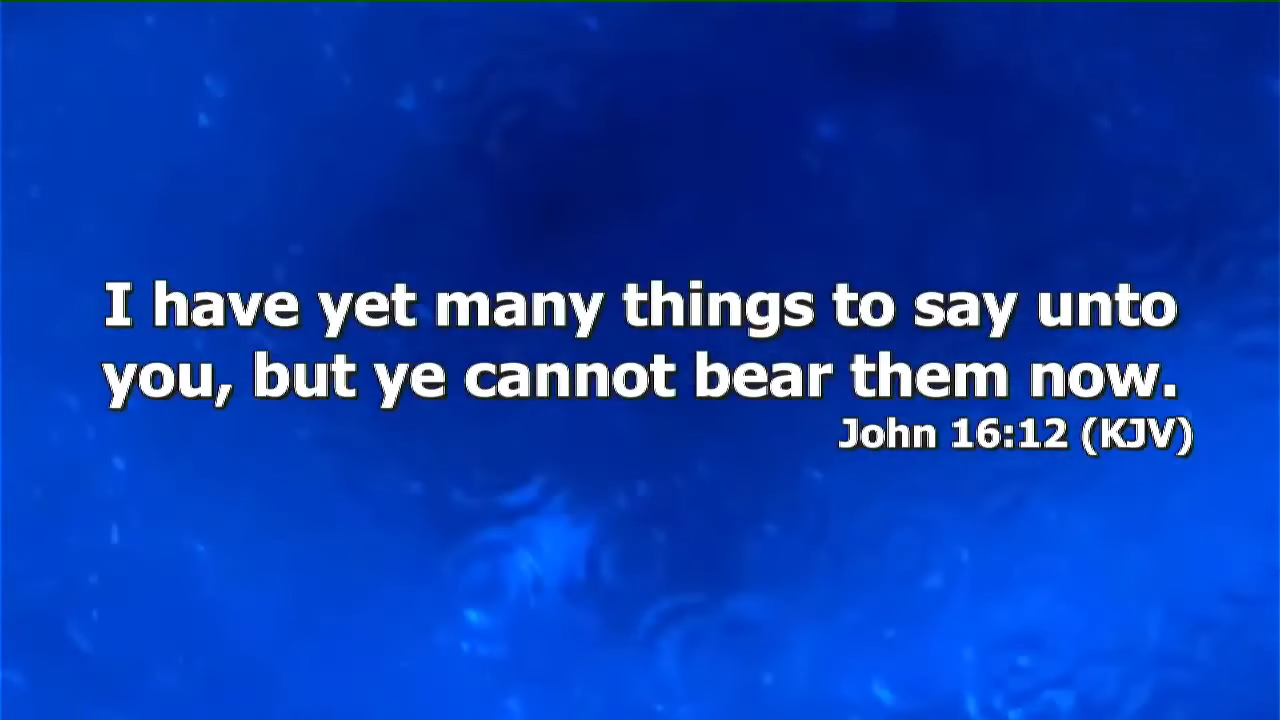 I have yet many things to say unto
you, but ye cannot bear them now.
John 16:12 (KJV)